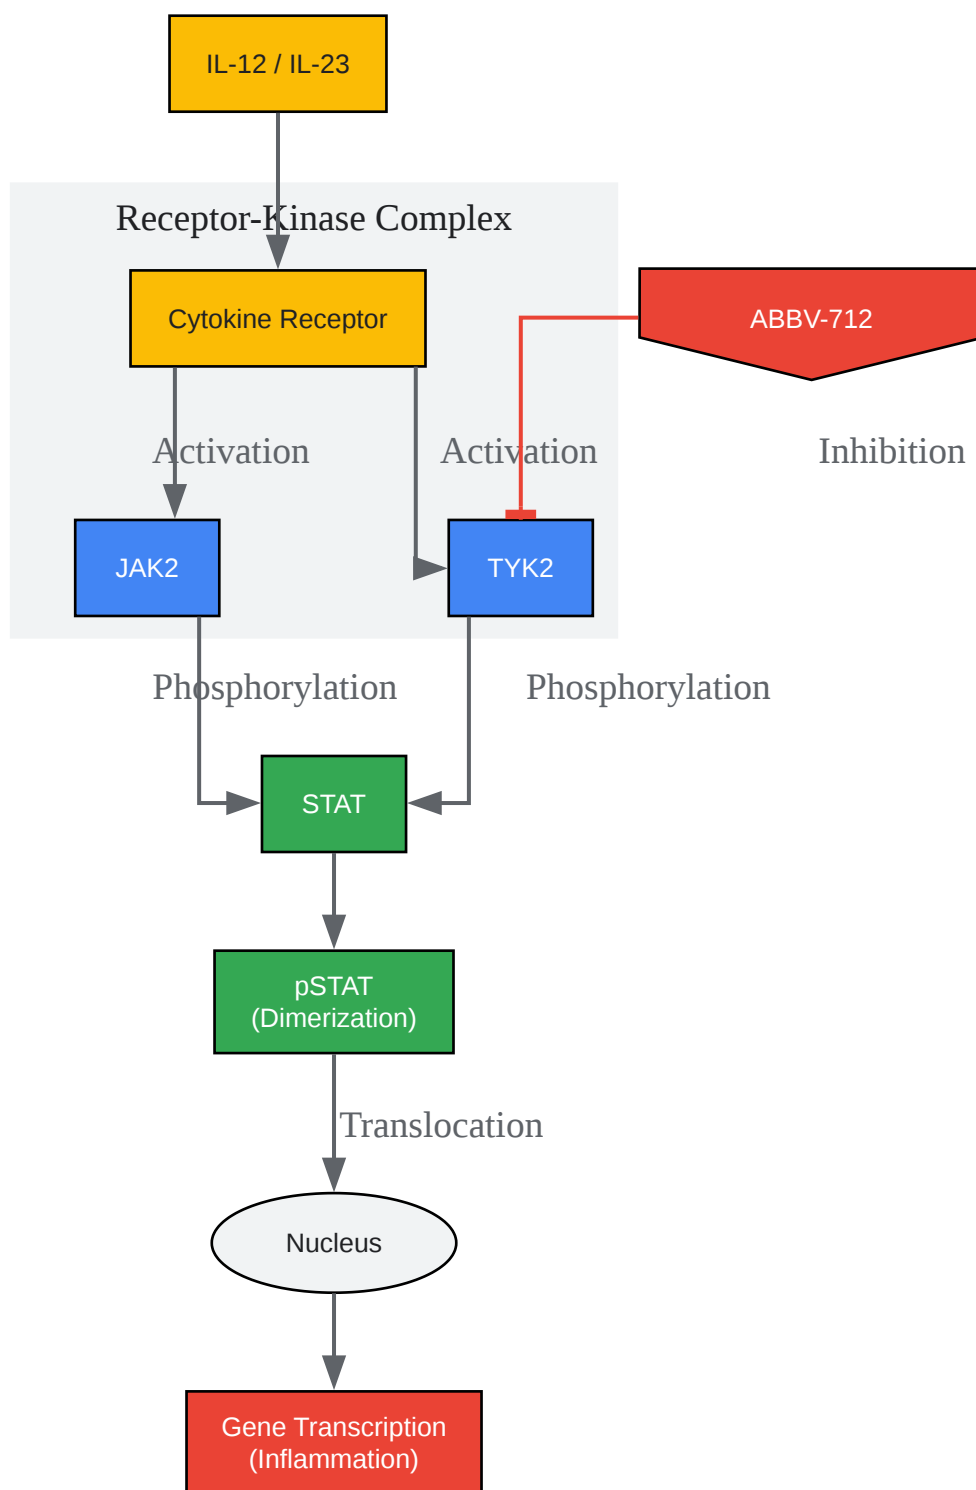 IL-12 / IL-23
Receptor-Kinase Complex
Cytokine Receptor
ABBV-712
Activation
Activation
Inhibition
JAK2
TYK2
Phosphorylation
Phosphorylation
STAT
pSTAT
(Dimerization)
Translocation
Nucleus
Gene Transcription
(Inflammation)